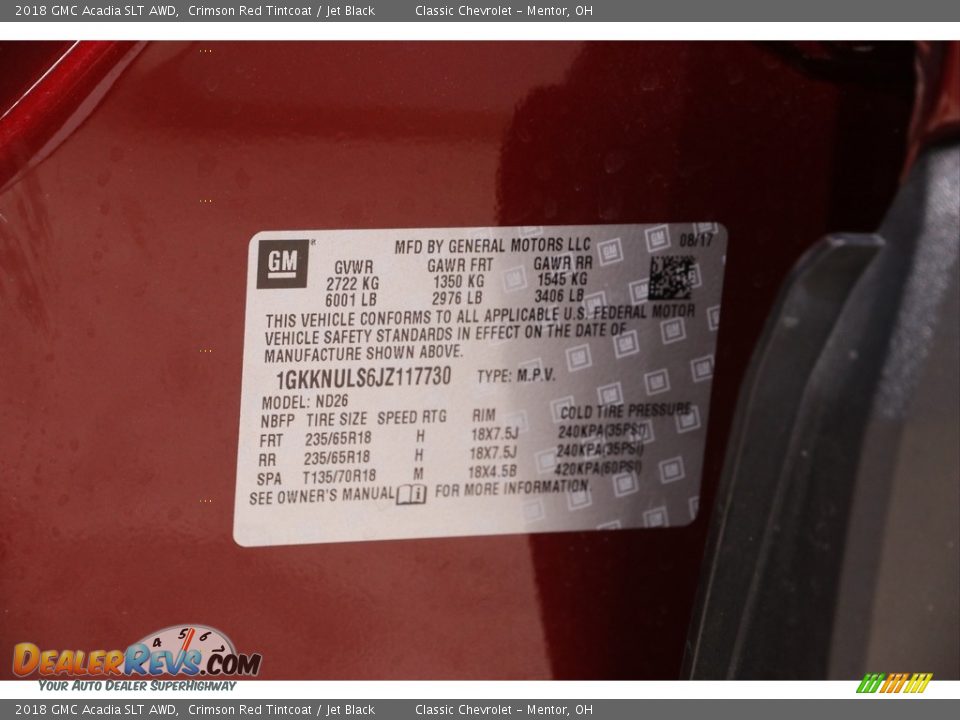 2018 GMC Acadia SLT AWD,  Crimson Red Tintcoat / Jet Black        Classic Chevrolet – Mentor, OH
GM®
MFD BY GENERAL MOTORS LLC 08/17
GVWR GAWR FRT GAWR RR
2722 KG 1350 KG 1545 KG
6001 LB 2976 LB 3406 LB
THIS VEHICLE CONFORMS TO ALL APPLICABLE U.S. FEDERAL MOTOR
VEHICLE SAFETY STANDARDS IN EFFECT ON THE DATE OF
MANUFACTURE SHOWN ABOVE.
1GKKNULS6JZ117730 TYPE: M.P.V.
MODEL: ND26
NBFP TIRE SIZE SPEED RTG RIM COLD TIRE PRESSURE
FRT 235/65R18 H 18X7.5J 240KPA(35PSI)
RR 235/65R18 H 18X7.5J 240KPA(35PSI)
SPA T135/70R18 M 18X4.5B 420KPA(60PSI)
SEE OWNER'S MANUAL FOR MORE INFORMATION.
4 5 6
DEALERREVS.COM
YOUR AUTO DEALER SUPERHIGHWAY
2018 GMC Acadia SLT AWD,  Crimson Red Tintcoat / Jet Black        Classic Chevrolet – Mentor, OH